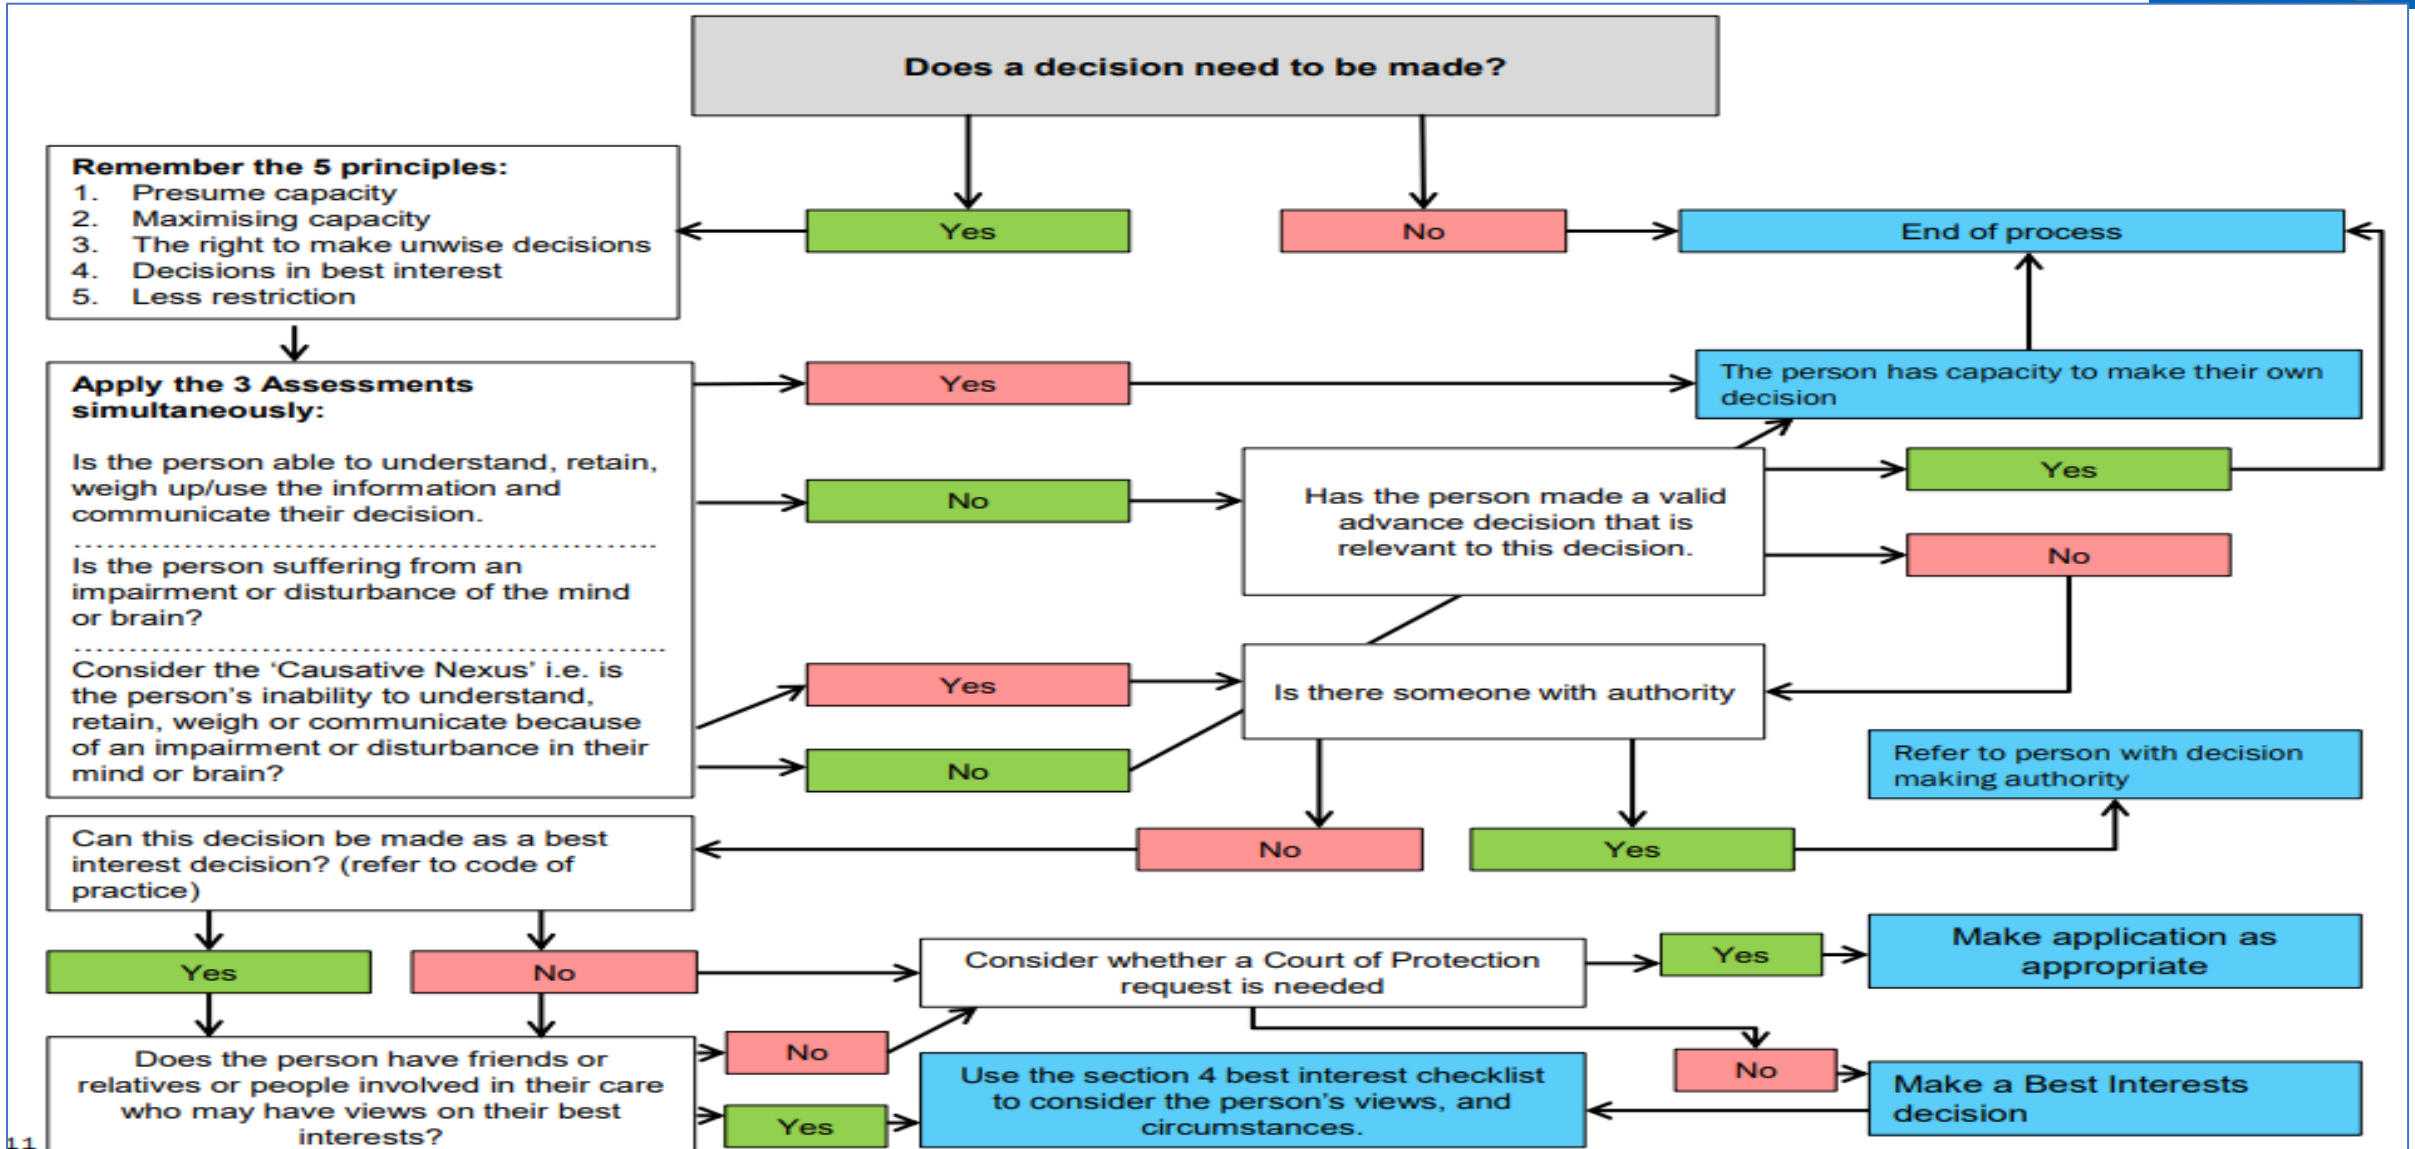 Does a decision need to be made?
Remember the 5 principles:
1. Presume capacity
2. Maximising capacity
3. The right to make unwise decisions
4. Decisions in best interest
5. Less restriction
Yes
No
End of process
Apply the 3 Assessments
simultaneously:
Is the person able to understand, retain,
weigh up/use the information and
communicate their decision.
Is the person suffering from an
impairment or disturbance of the mind
or brain?
Consider the ‘Causative Nexus’ i.e. is
the person’s inability to understand,
retain, weigh or communicate because
of an impairment or disturbance in their
mind or brain?
Yes
The person has capacity to make their own
decision
No
Has the person made a valid
advance decision that is
relevant to this decision.
Yes
No
Yes
No
Is there someone with authority
Refer to person with decision
making authority
No
Yes
Can this decision be made as a best
interest decision? (refer to code of
practice)
Yes
No
Consider whether a Court of Protection
request is needed
Yes
Make application as
appropriate
Does the person have friends or
relatives or people involved in their care
who may have views on their best
interests?
No
Yes
Use the section 4 best interest checklist
to consider the person’s views, and
circumstances.
No
Make a Best Interests
decision
11